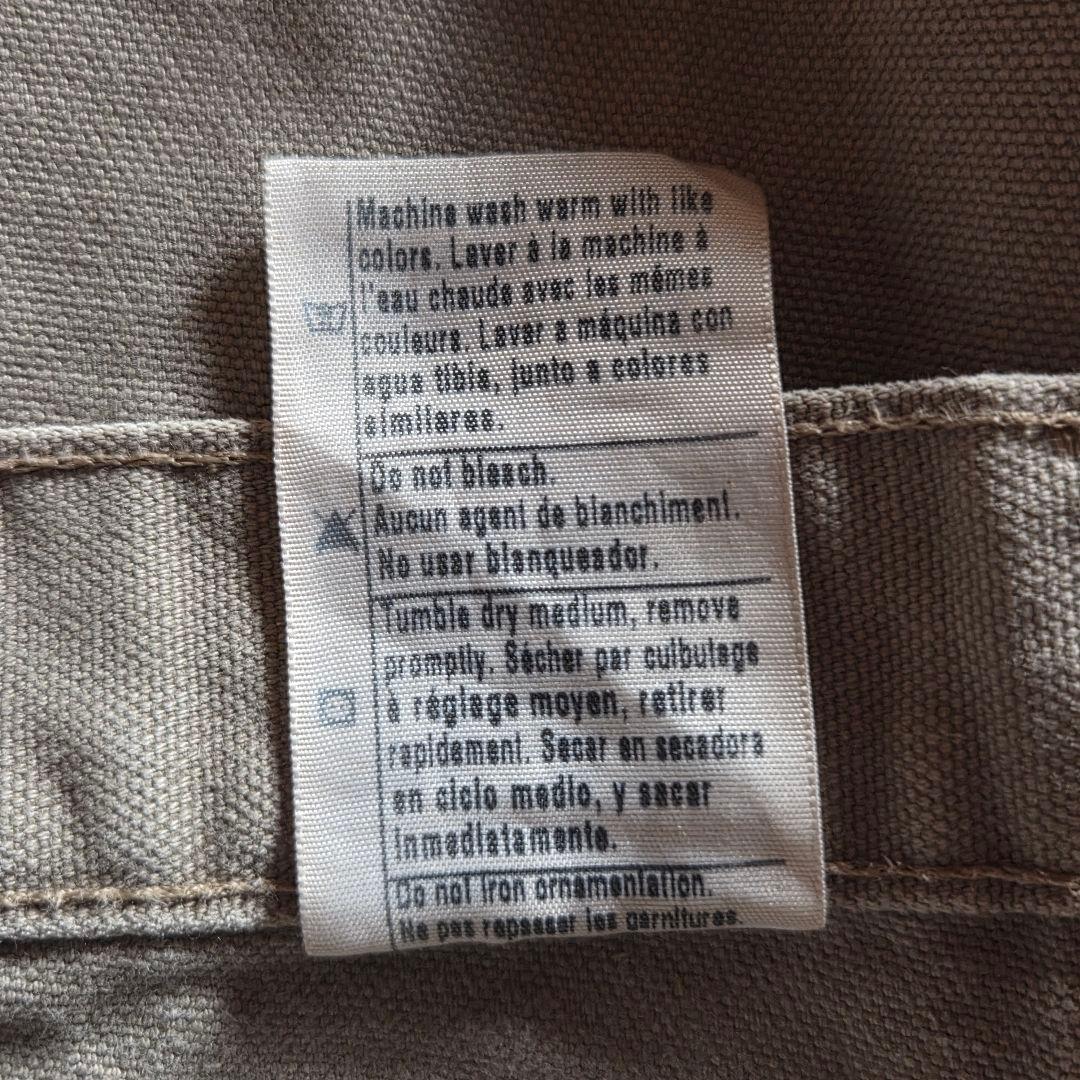 Machine wash warm with like
colors. Laver à la machine à
l'eau chaude avec les mêmes
couleurs. Lavar a máquina con
agua tibia, junto a colores
similares.
Do not bleach.
Aucun agent de blanchiment.
No usar blanqueador.
Tumble dry medium, remove
promptly. Sécher par culbutage
à réglage moyen, retirer
rapidement. Secar en secadora
en ciclo medio, y sacar
inmediatamente.
Do not iron ornamentation.
Ne pas repasser les garnitures.